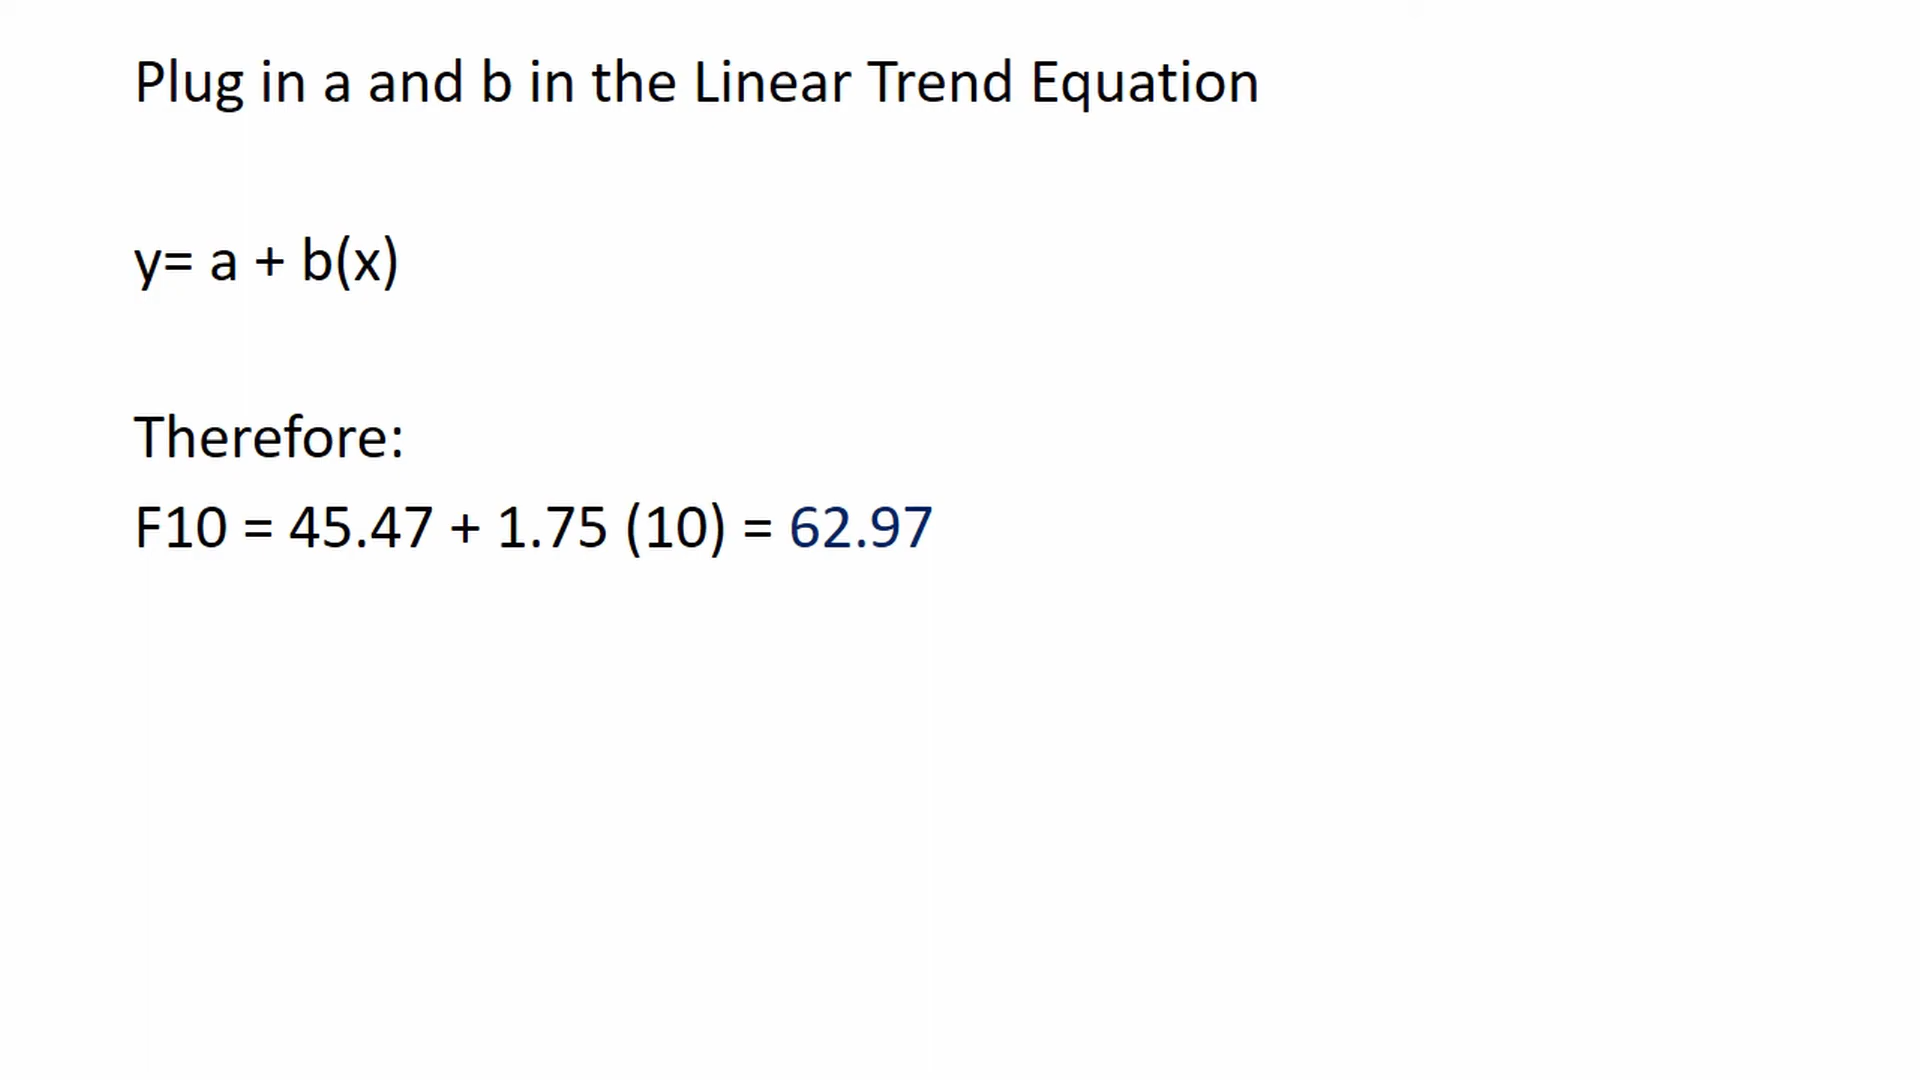 Plug in a and b in the Linear Trend Equation
y= a + b(x)
Therefore:
F10 = 45.47 + 1.75 (10) = 62.97